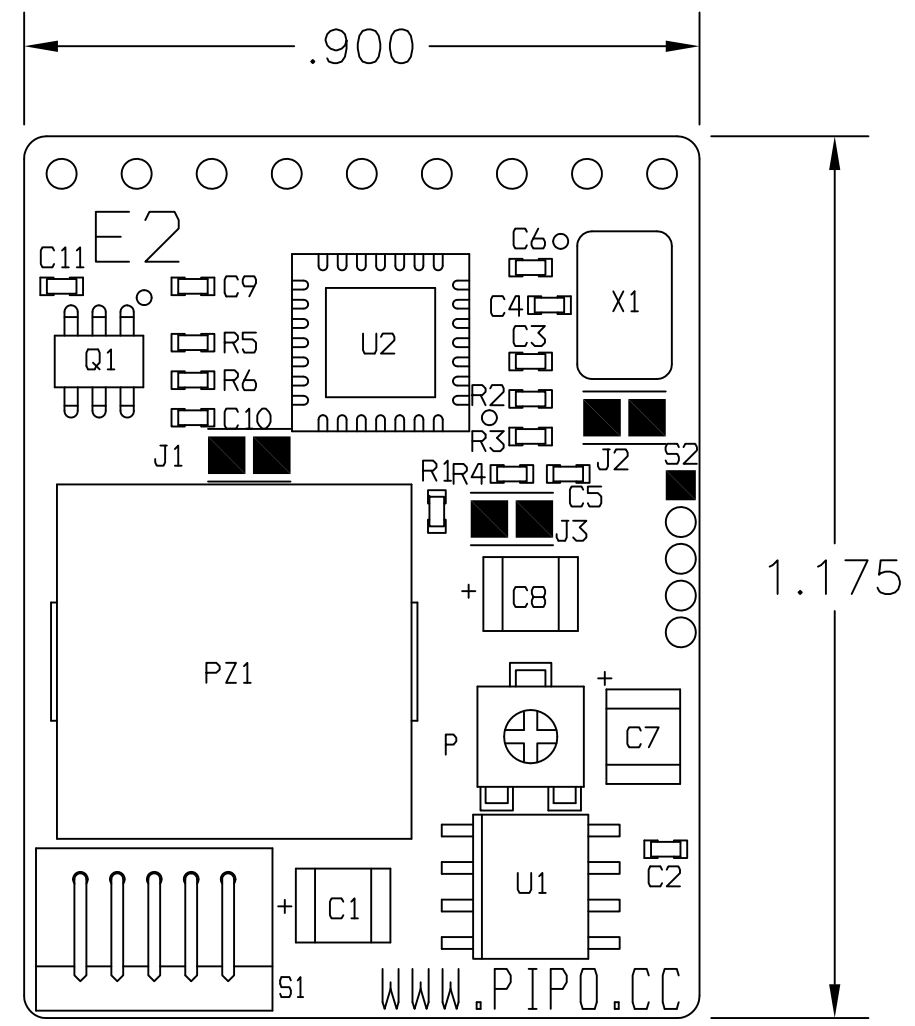 .900
E2
C6
C11
C9
X1
C4
C3
R5
U2
Q1
R6
R2
C10
R3
J1
J2
S2
R1
R4
C5
J3
1.175
+
C8
PZ1
+
P
C7
U1
C2
+
C1
S1
WWW.PIPO.CC